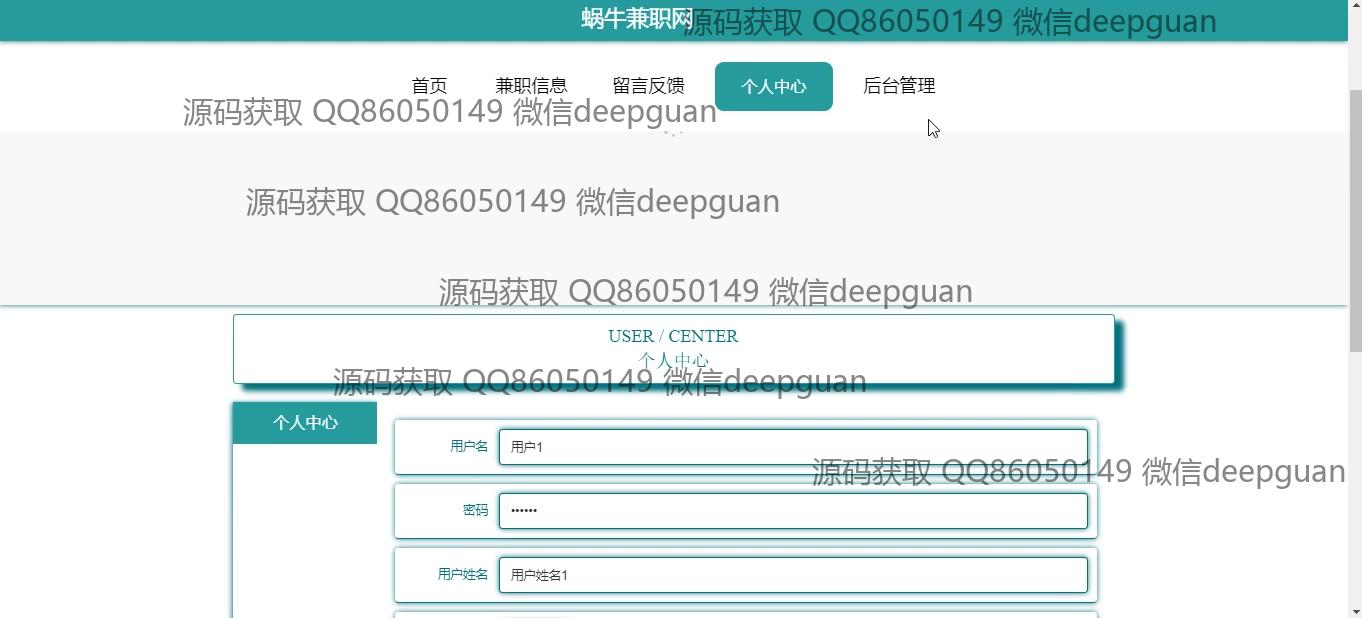 蜗牛兼职网
源码获取 QQ86050149 微信deepguan
首页 兼职信息 留言反馈 个人中心 后台管理
源码获取 QQ86050149 微信deepguan
源码获取 QQ86050149 微信deepguan
源码获取 QQ86050149 微信deepguan
USER / CENTER
个人中心
源码获取 QQ86050149 微信deepguan
个人中心
用户名 用户1
源码获取 QQ86050149 微信deepguan
密码 ······
用户姓名 用户姓名1